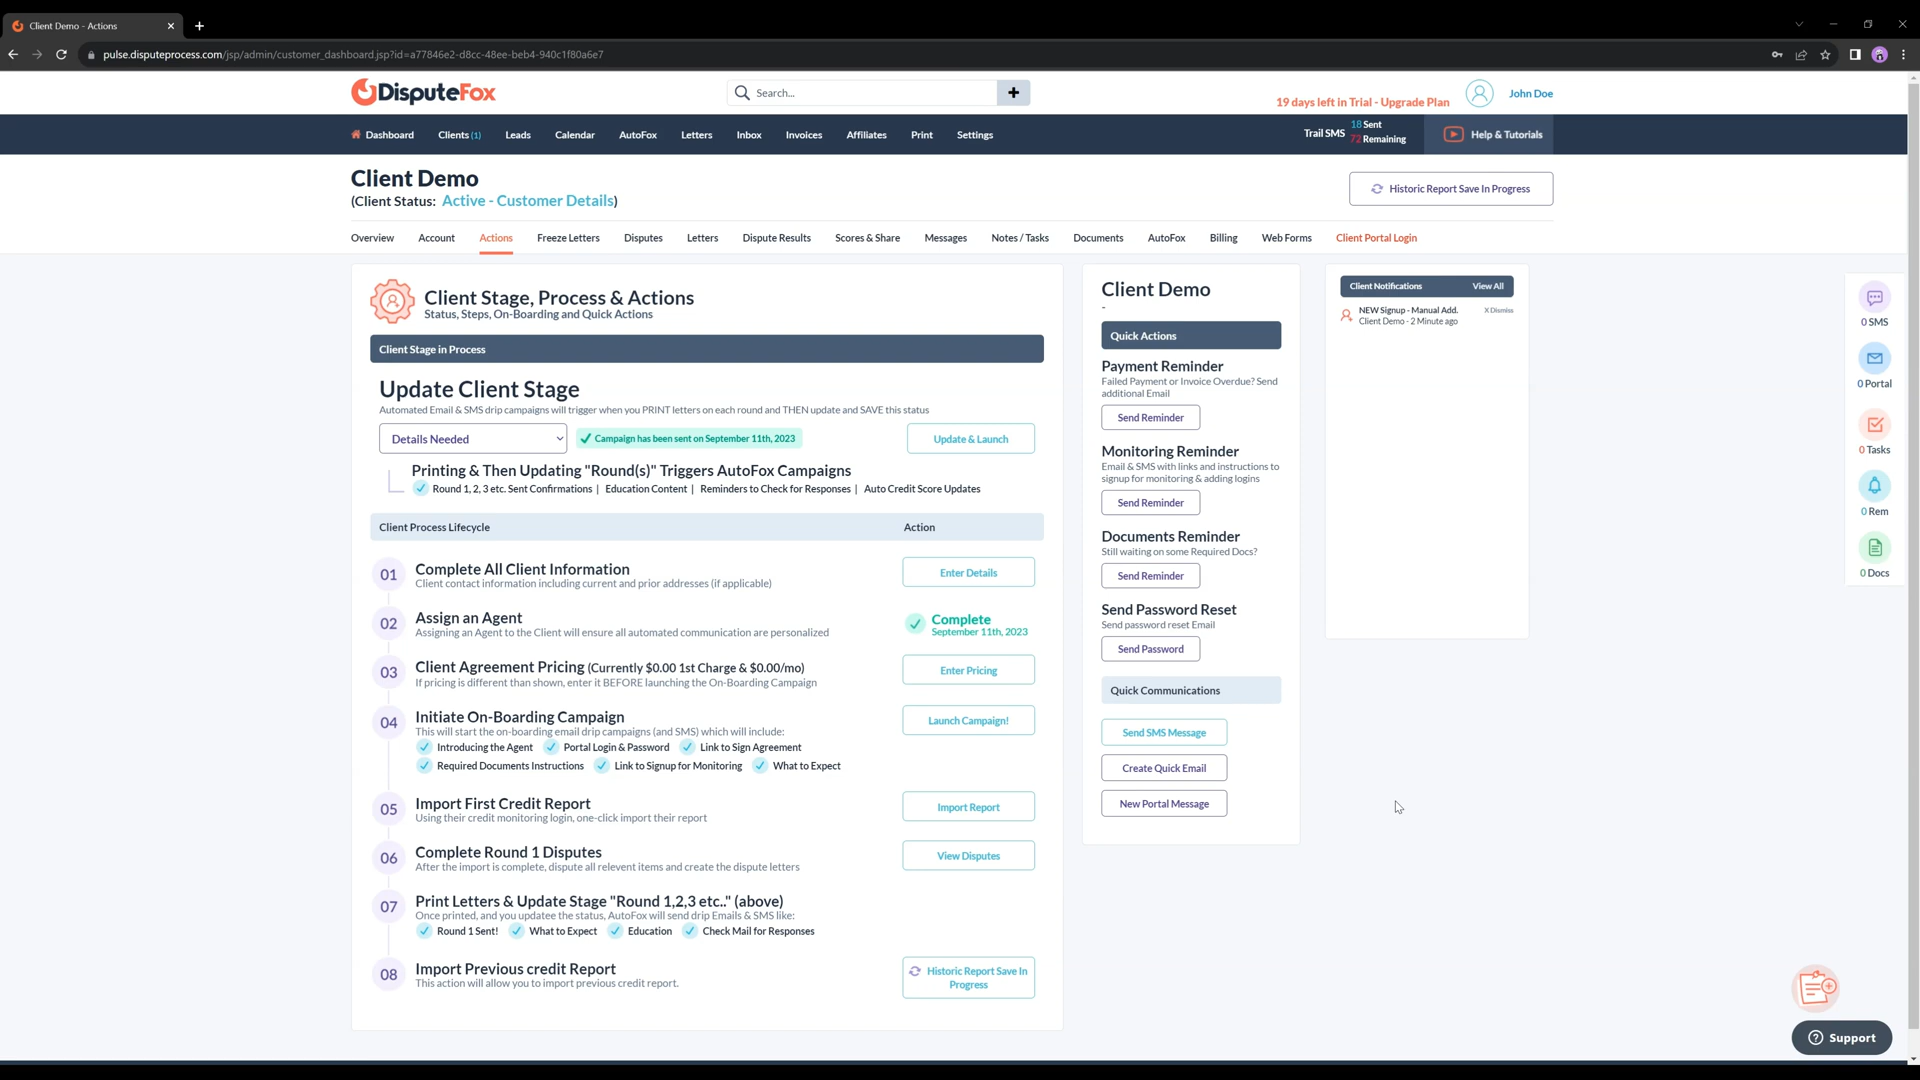 Client Demo - Actions
pulse.disputeprocess.com/jsp/admin/customer_dashboard.jsp?id=a77846e2-d8cc-48ee-beb4-940c1f80a6e7
DisputeFox
Search...
19 days left in Trial - Upgrade Plan
John Doe
Dashboard
Clients (1)
Leads
Calendar
AutoFox
Letters
Inbox
Invoices
Affiliates
Print
Settings
Trail SMS
18 Sent
72 Remaining
Help & Tutorials
Client Demo
(Client Status: Active - Customer Details)
Historic Report Save In Progress
Overview
Account
Actions
Freeze Letters
Disputes
Letters
Dispute Results
Scores & Share
Messages
Notes / Tasks
Documents
AutoFox
Billing
Web Forms
Client Portal Login
Client Stage, Process & Actions
Status, Steps, On-Boarding and Quick Actions
Client Stage in Process
Update Client Stage
Automated Email & SMS drip campaigns will trigger when you PRINT letters on each round and THEN update and SAVE this status
Details Needed
Campaign has been sent on September 11th, 2023
Update & Launch
Printing & Then Updating "Round(s)" Triggers AutoFox Campaigns
Round 1, 2, 3 etc. Sent Confirmations | Education Content | Reminders to Check for Responses | Auto Credit Score Updates
Client Process Lifecycle
Action
01
Complete All Client Information
Client contact information including current and prior addresses (if applicable)
Enter Details
02
Assign an Agent
Assigning an Agent to the Client will ensure all automated communication are personalized
Complete
September 11th, 2023
03
Client Agreement Pricing (Currently $0.00 1st Charge & $0.00/mo)
If pricing is different than shown, enter it BEFORE launching the On-Boarding Campaign
Enter Pricing
04
Initiate On-Boarding Campaign
This will start the on-boarding email drip campaigns (and SMS) which will include:
Introducing the Agent
Portal Login & Password
Link to Sign Agreement
Required Documents Instructions
Link to Signup for Monitoring
What to Expect
Launch Campaign!
05
Import First Credit Report
Using their credit monitoring login, one-click import their report
Import Report
06
Complete Round 1 Disputes
After the import is complete, dispute all relevent items and create the dispute letters
View Disputes
07
Print Letters & Update Stage "Round 1,2,3 etc.." (above)
Once printed, and you updatee the status, AutoFox will send drip Emails & SMS like:
Round 1 Sent!
What to Expect
Education
Check Mail for Responses
08
Import Previous credit Report
This action will allow you to import previous credit report.
Historic Report Save In
Progress
Client Demo
-
Quick Actions
Payment Reminder
Failed Payment or Invoice Overdue? Send
additional Email
Send Reminder
Monitoring Reminder
Email & SMS with links and instructions to
signup for monitoring & adding logins
Send Reminder
Documents Reminder
Still waiting on some Required Docs?
Send Reminder
Send Password Reset
Send password reset Email
Send Password
Quick Communications
Send SMS Message
Create Quick Email
New Portal Message
Client Notifications
View All
NEW Signup - Manual Add.
X Dismiss
Client Demo - 2 Minute ago
0 SMS
0 Portal
0 Tasks
0 Rem
0 Docs
Support